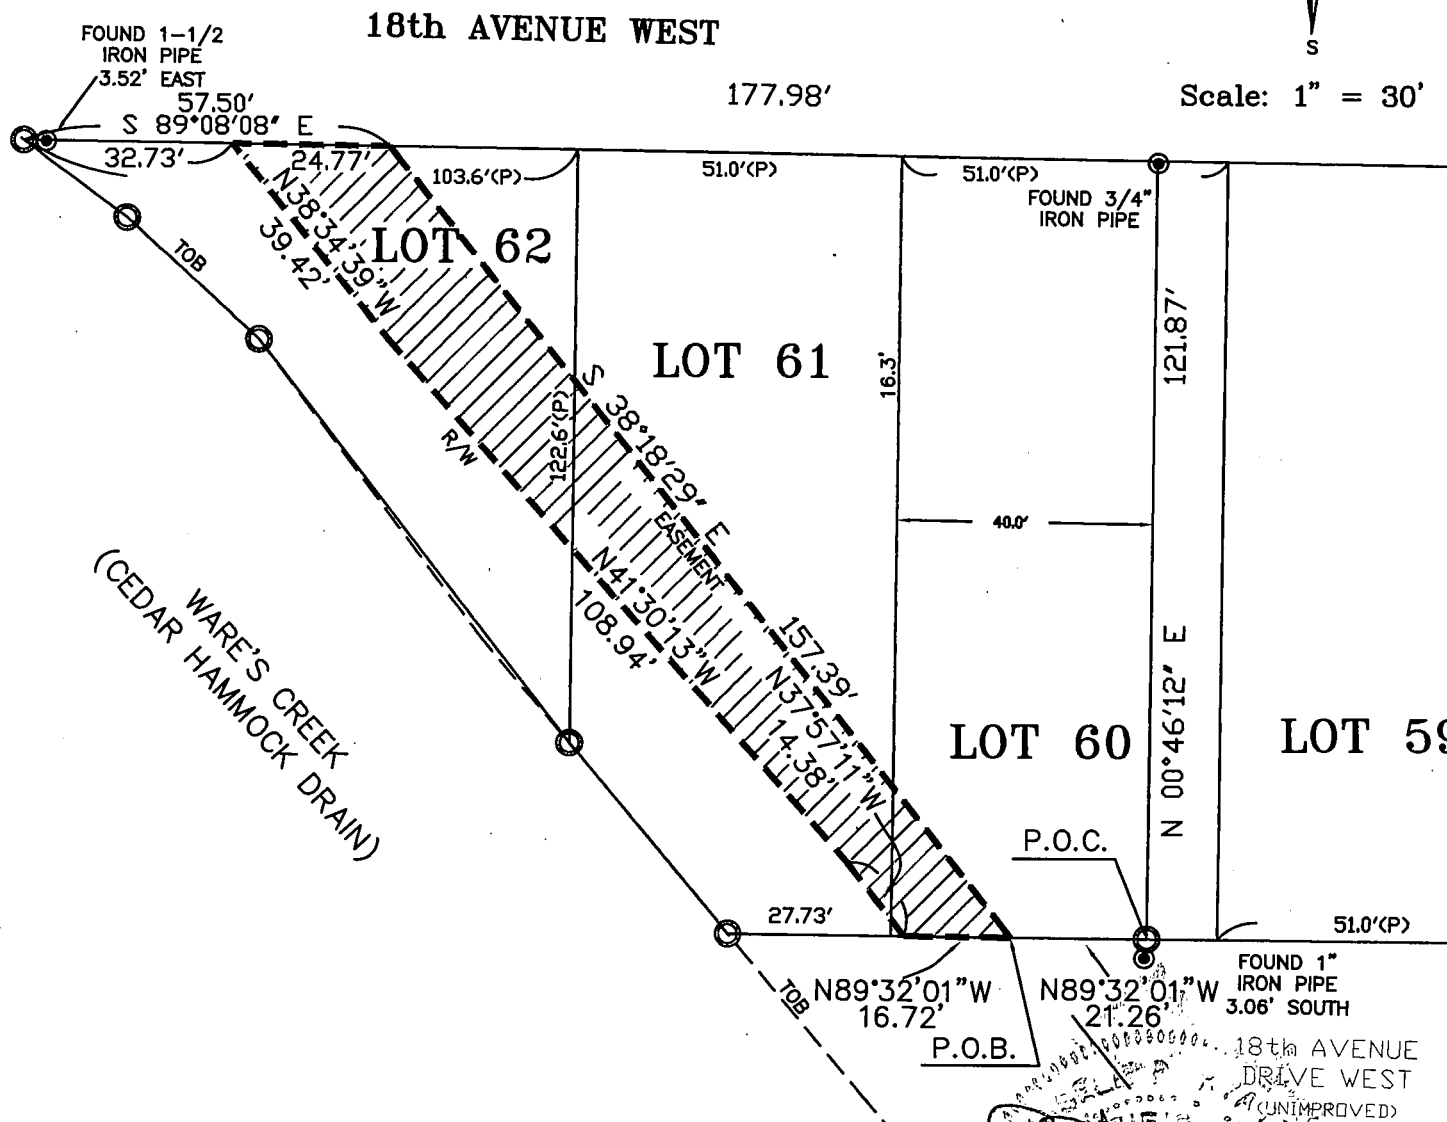 18th AVENUE WEST
S
Scale: 1" = 30'
FOUND 1-1/2
IRON PIPE
3.52' EAST
57.50'
S 89°08'08" E
32.73'
24.77'
177.98'
103.6'(P)
51.0'(P)
51.0'(P)
FOUND 3/4"
IRON PIPE
TOB
N38°34'39"W
39.42'
LOT 62
LOT 61
16.3'
121.87'
R/W
122.6'(P)
S 38°18'29" E
EASEMENT
157.39'
40.0'
N41°30'13"W
108.94'
N37°57'11"W
14.38"
WARE'S CREEK
(CEDAR HAMMOCK DRAIN)
LOT 60
N 00°46'12" E
LOT 59
P.O.C.
27.73'
51.0'(P)
N89°32'01"W
16.72'
N89°32'01"W
21.26'
FOUND 1"
IRON PIPE
3.06' SOUTH
TOB
P.O.B.
18th AVENUE
DRIVE WEST
(UNIMPROVED)